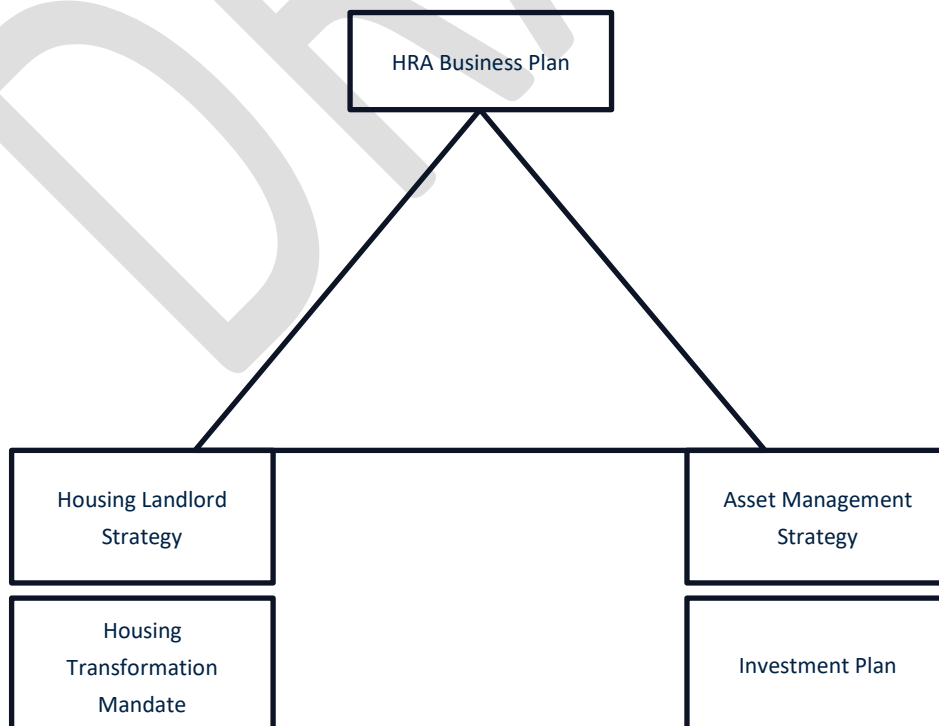 HRA Business Plan
Housing Landlord
Strategy
Asset Management
Strategy
Housing
Transformation
Mandate
Investment Plan